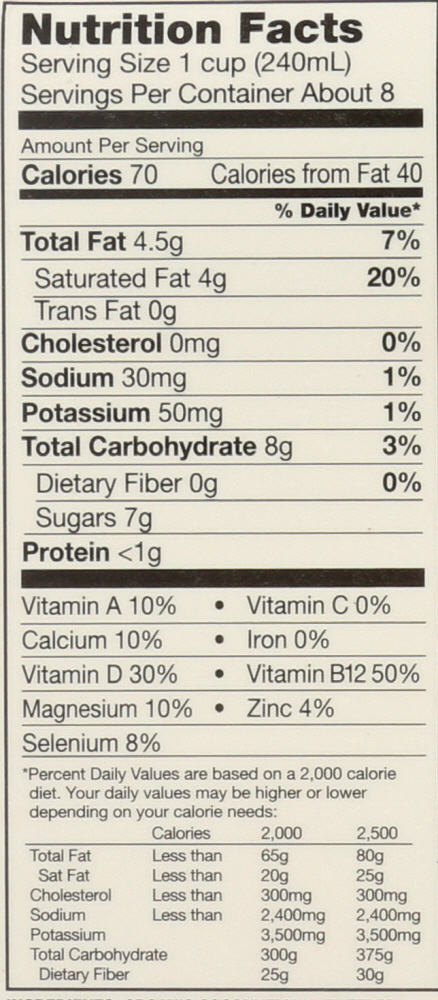 Nutrition Facts
Serving Size 1 cup (240mL)
Servings Per Container About 8
Amount Per Serving
Calories 70 Calories from Fat 40
% Daily Value*
Total Fat 4.5g 7%
Saturated Fat 4g 20%
Trans Fat 0g
Cholesterol 0mg 0%
Sodium 30mg 1%
Potassium 50mg 1%
Total Carbohydrate 8g 3%
Dietary Fiber 0g 0%
Sugars 7g
Protein <1g
Vitamin A 10% • Vitamin C 0%
Calcium 10% • Iron 0%
Vitamin D 30% • Vitamin B12 50%
Magnesium 10% • Zinc 4%
Selenium 8%
*Percent Daily Values are based on a 2,000 calorie
diet. Your daily values may be higher or lower
depending on your calorie needs:
Calories 2,000 2,500
Total Fat Less than 65g 80g
Sat Fat Less than 20g 25g
Cholesterol Less than 300mg 300mg
Sodium Less than 2,400mg 2,400mg
Potassium 3,500mg 3,500mg
Total Carbohydrate 300g 375g
Dietary Fiber 25g 30g